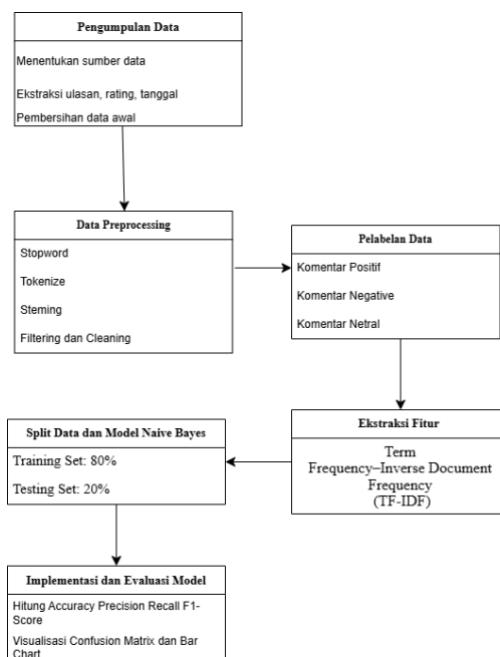 Pengumpulan Data
Menentukan sumber data
Ekstraksi ulasan, rating, tanggal
Pembersihan data awal
Data Preprocessing
Stopword
Tokenize
Steming
Filtering dan Cleaning
Pelabelan Data
Komentar Positif
Komentar Negative
Komentar Netral
Ekstraksi Fitur
Term
Frequency–Inverse Document
Frequency
(TF-IDF)
Split Data dan Model Naive Bayes
Training Set: 80%
Testing Set: 20%
Implementasi dan Evaluasi Model
Hitung Accuracy Precision Recall F1-
Score
Visualisasi Confusion Matrix dan Bar
Chart